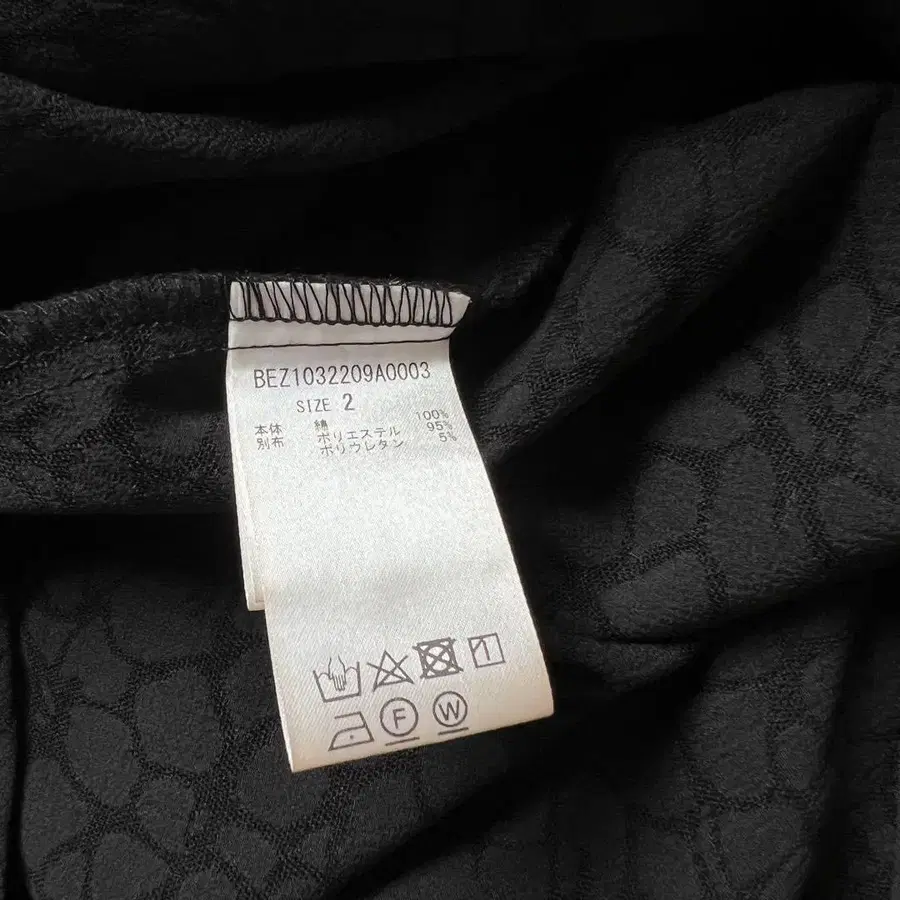 BEZ1032209A0003
SIZE 2
本体 綿 100%
別布 ポリエステル 95%
ポリウレタン 5%
1
F W